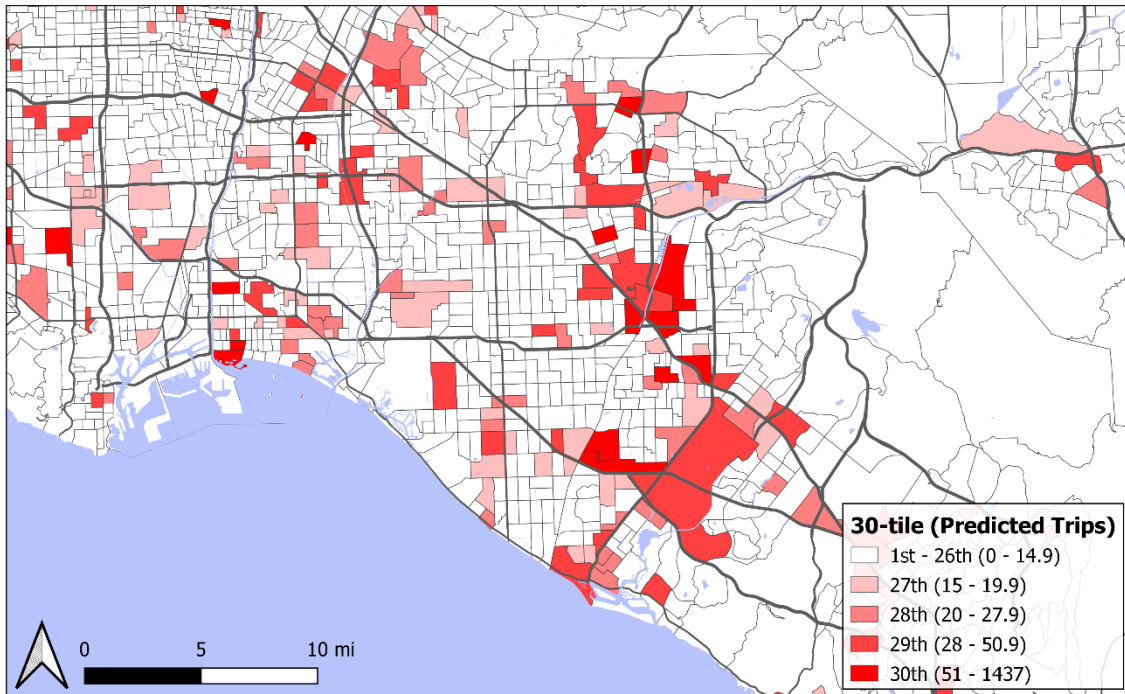 0 5 10 mi
30-tile (Predicted Trips)
1st - 26th (0 - 14.9)
27th (15 - 19.9)
28th (20 - 27.9)
29th (28 - 50.9)
30th (51 - 1437)